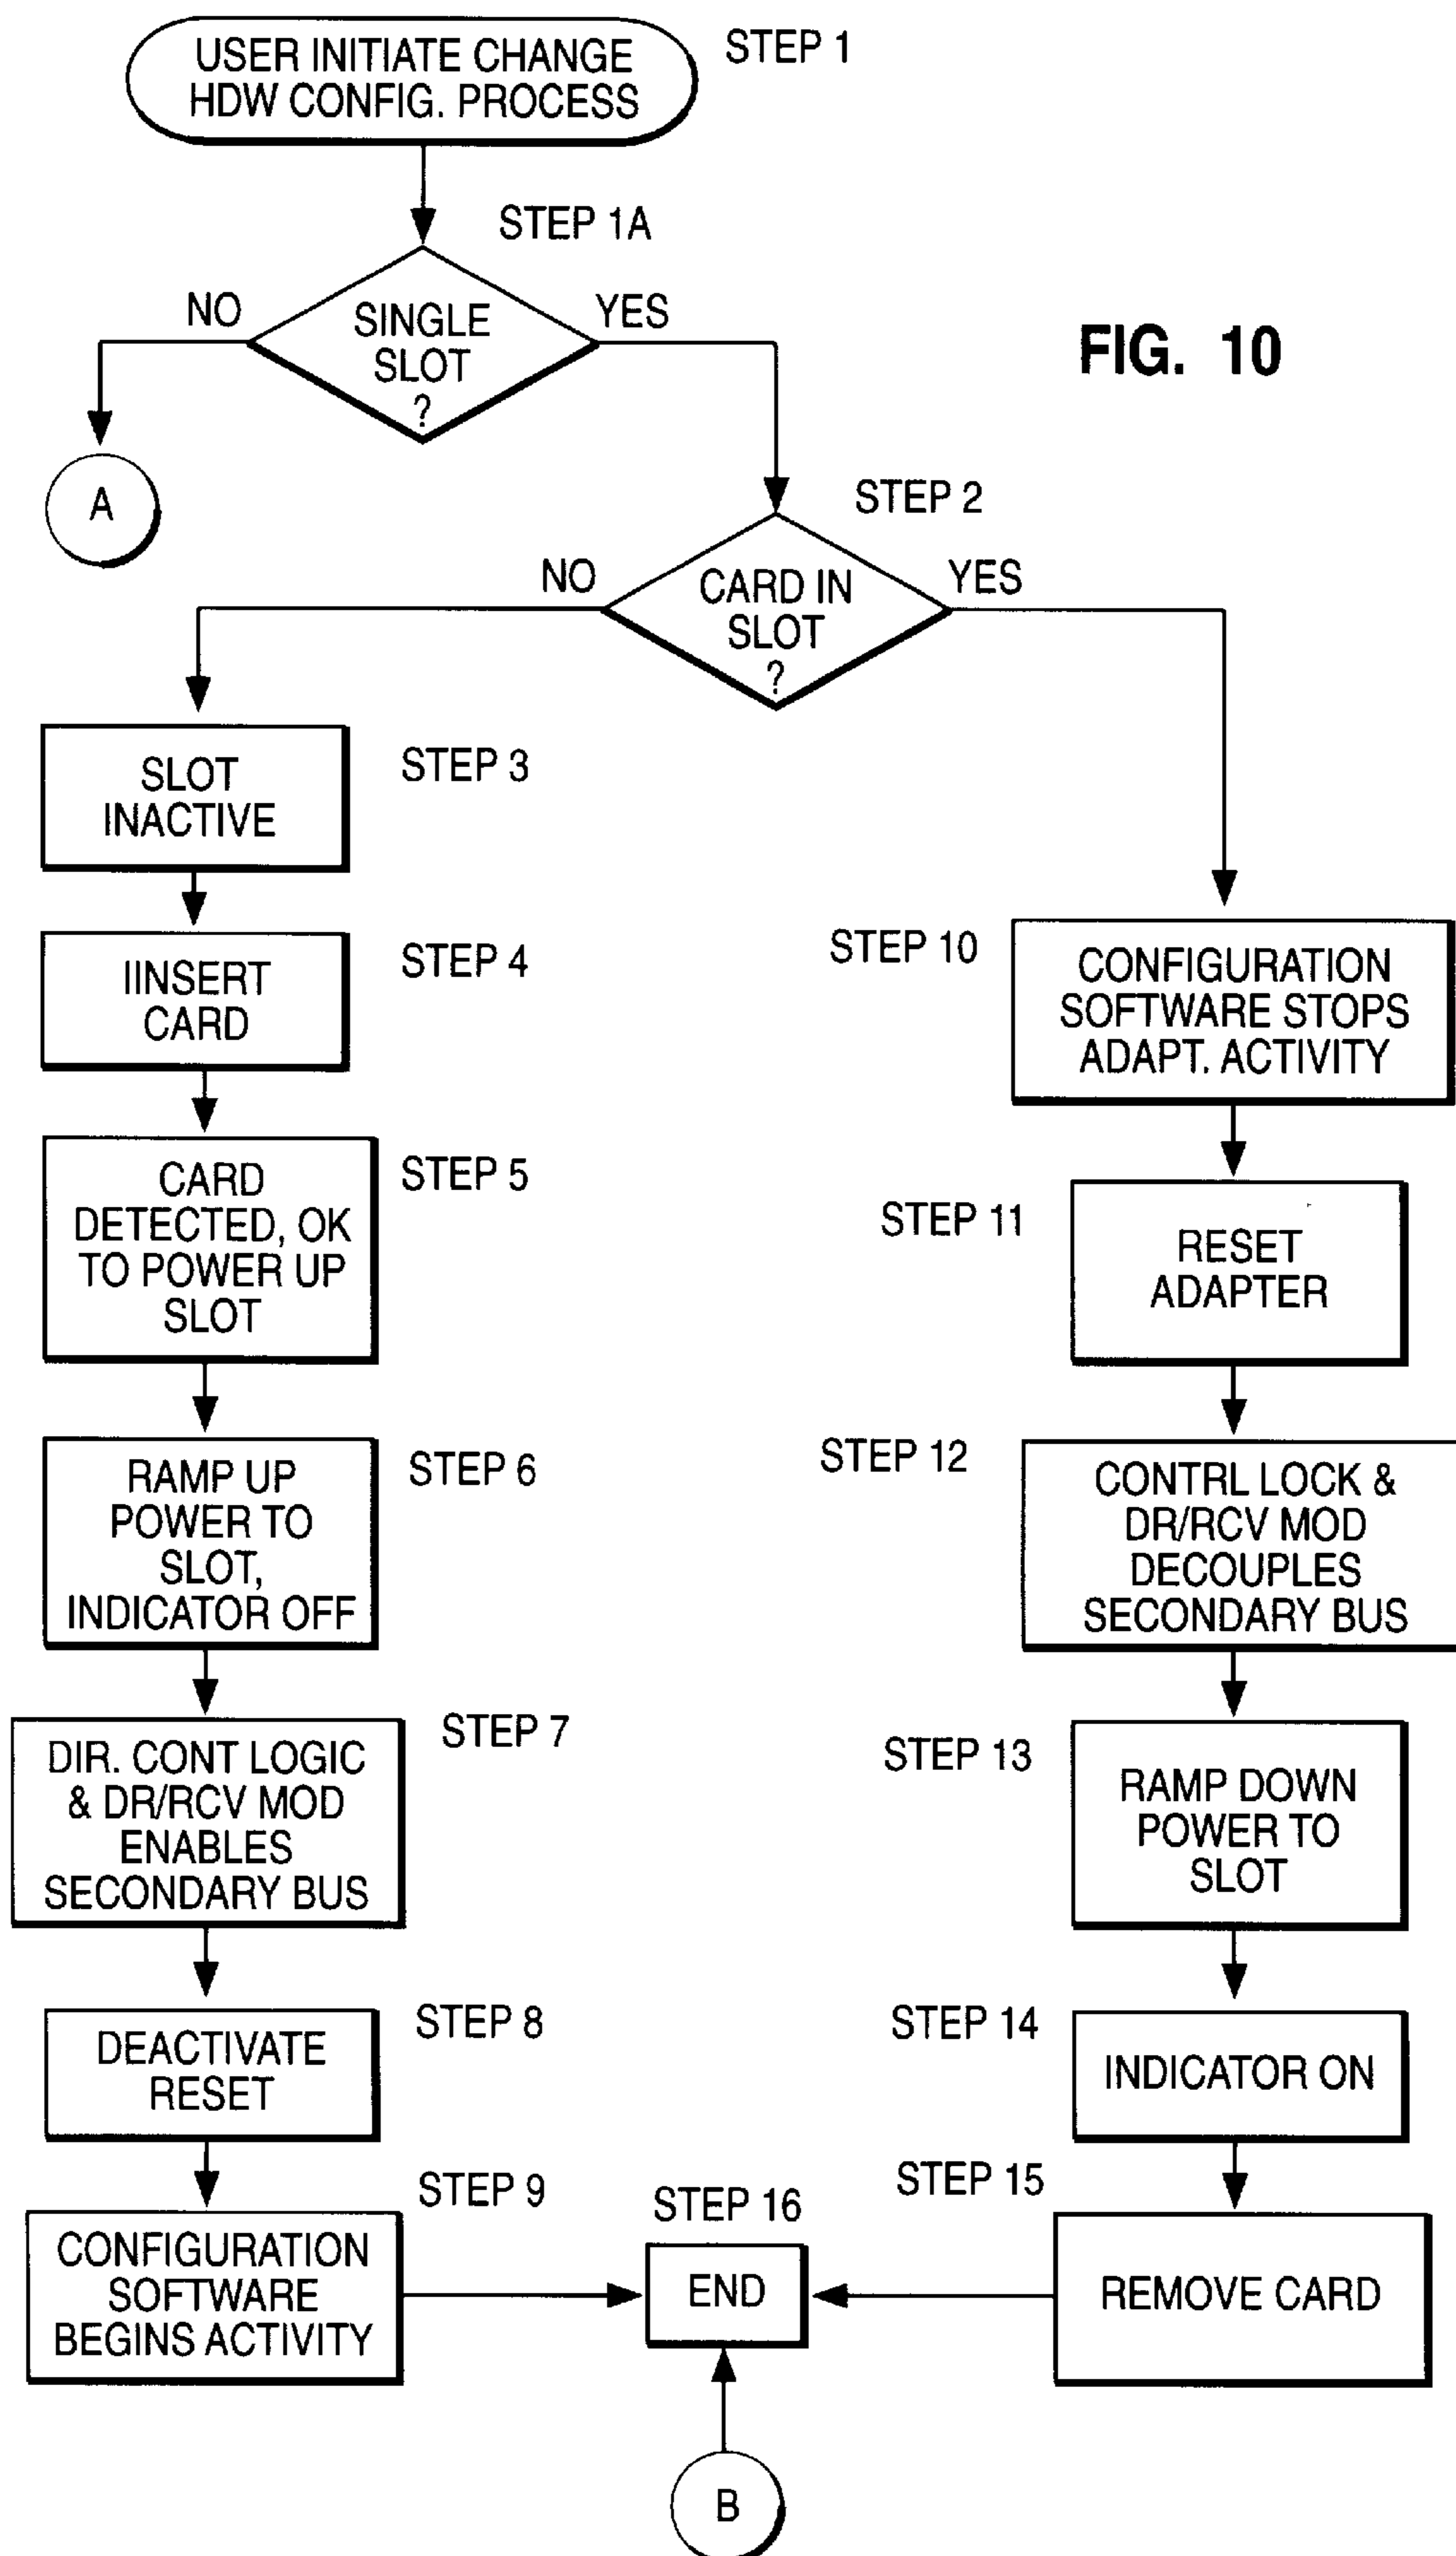 USER INITIATE CHANGE
HDW CONFIG. PROCESS
STEP 1
STEP 1A
NO
SINGLE
SLOT
?
YES
FIG. 10
A
STEP 2
NO
CARD IN
SLOT
?
YES
SLOT
INACTIVE
STEP 3
IINSERT
CARD
STEP 4
CARD
DETECTED, OK
TO POWER UP
SLOT
STEP 5
RAMP UP
POWER TO
SLOT,
INDICATOR OFF
STEP 6
DIR. CONT LOGIC
& DR/RCV MOD
ENABLES
SECONDARY BUS
STEP 7
DEACTIVATE
RESET
STEP 8
CONFIGURATION
SOFTWARE
BEGINS ACTIVITY
STEP 9
STEP 10
CONFIGURATION
SOFTWARE STOPS
ADAPT. ACTIVITY
STEP 11
RESET
ADAPTER
STEP 12
CONTRL LOCK &
DR/RCV MOD
DECOUPLES
SECONDARY BUS
STEP 13
RAMP DOWN
POWER TO
SLOT
STEP 14
INDICATOR ON
STEP 15
REMOVE CARD
STEP 16
END
B